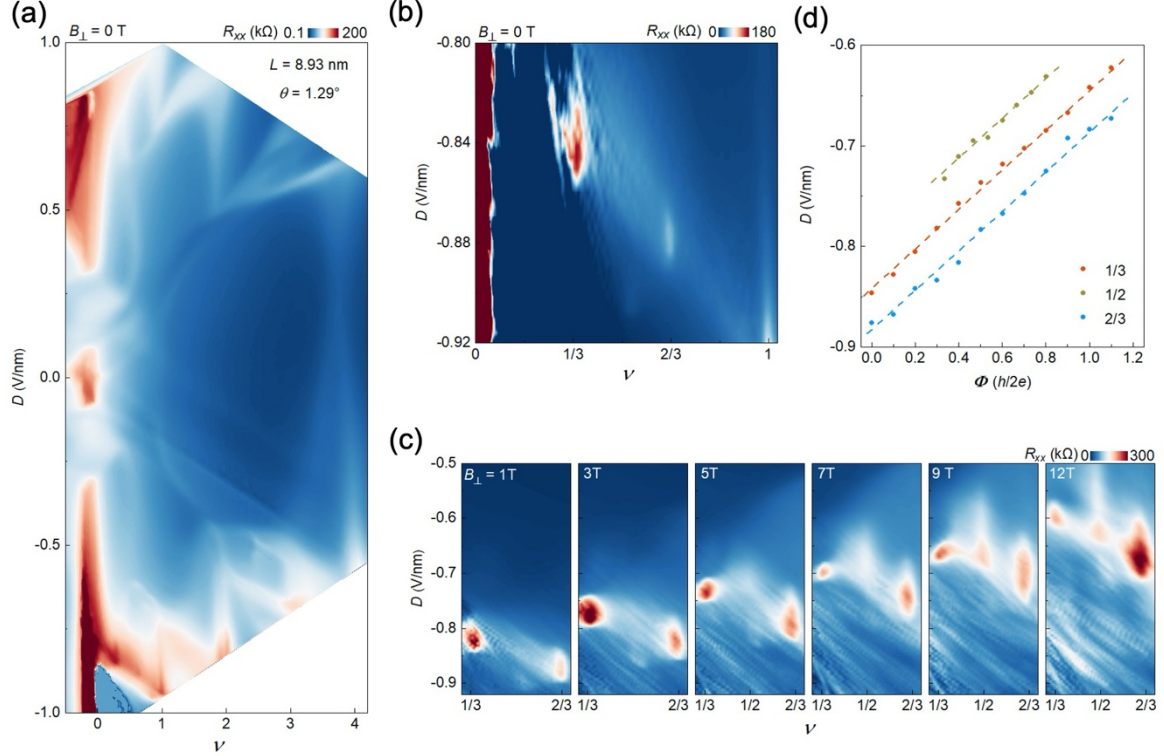 (a)
B⊥ = 0 T Rxx (kΩ) 0.1 200
L = 8.93 nm
θ = 1.29°
1.0
0.5
0.0
-0.5
-1.0
D (V/nm)
0 1 2 3 4
ν
(b)
B⊥ = 0 T Rxx (kΩ) 0 180
-0.80
-0.84
-0.88
-0.92
D (V/nm)
0 1/3 2/3 1
ν
(d)
-0.6
-0.7
-0.8
-0.9
D (V/nm)
1/3
1/2
2/3
0.0 0.2 0.4 0.6 0.8 1.0 1.2
Φ (h/2e)
(c)
Rxx (kΩ) 0 300
B⊥ = 1T 3T 5T 7T 9 T 12T
-0.5
-0.6
-0.7
-0.8
-0.9
D (V/nm)
1/3 2/3 1/3 2/3 1/3 1/2 2/3 1/3 1/2 2/3 1/3 1/2 2/3 1/3 1/2 2/3
ν